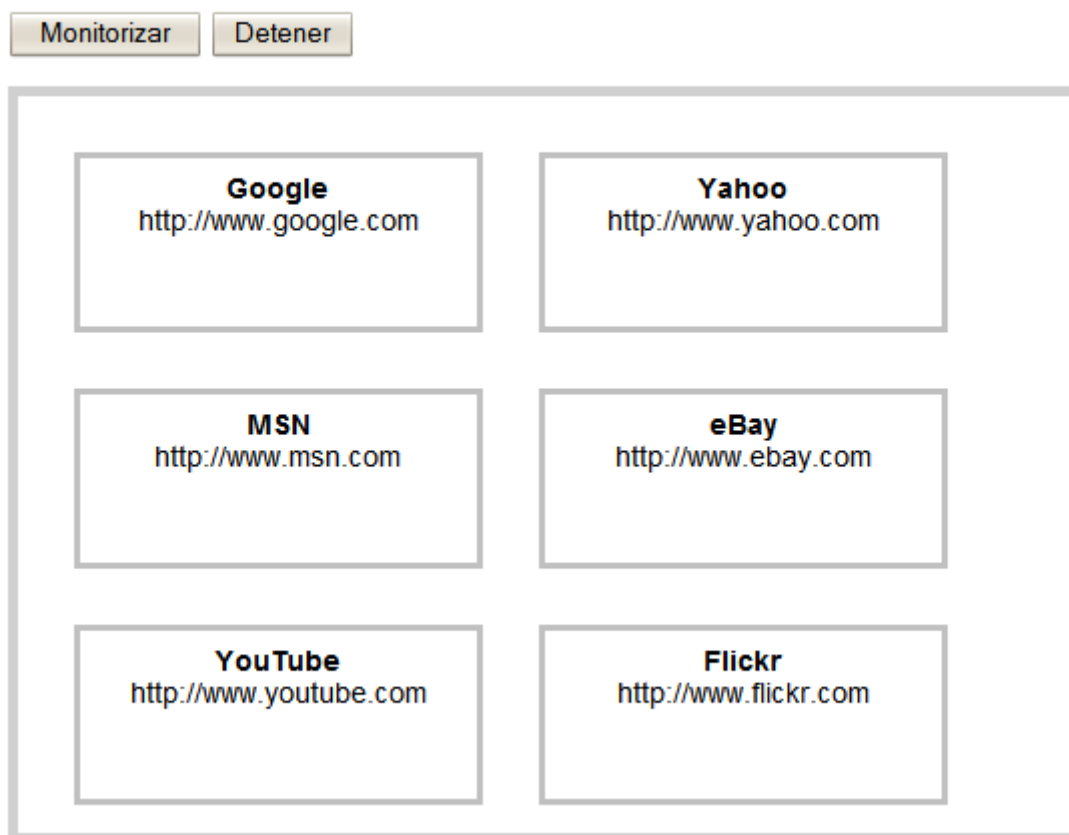 Monitorizar Detener
Google
http://www.google.com
Yahoo
http://www.yahoo.com
MSN
http://www.msn.com
eBay
http://www.ebay.com
YouTube
http://www.youtube.com
Flickr
http://www.flickr.com